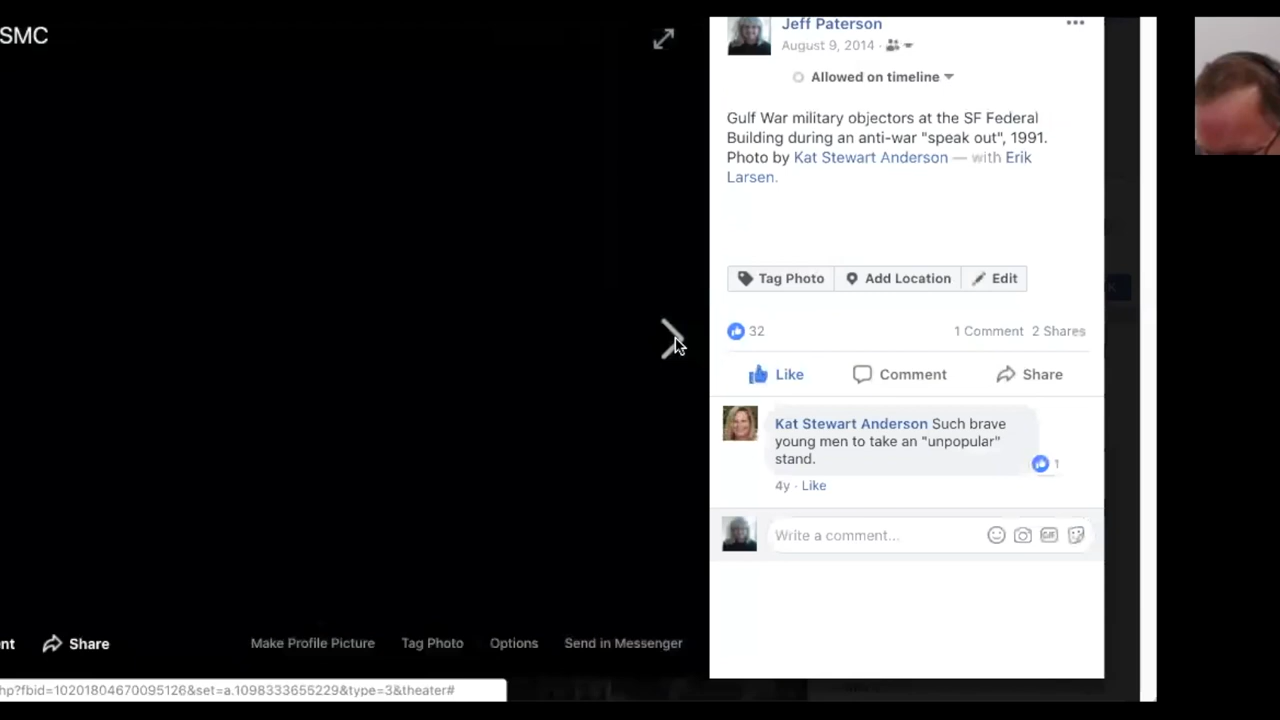 SMC
Jeff Paterson
August 9, 2014 ·
Allowed on timeline
Gulf War military objectors at the SF Federal
Building during an anti-war "speak out", 1991.
Photo by Kat Stewart Anderson — with Erik
Larsen.
Tag Photo Add Location Edit
32 1 Comment 2 Shares
Like Comment Share
Kat Stewart Anderson Such brave
young men to take an "unpopular"
stand.
1
4y · Like
Write a comment...
GIF
nt Share Make Profile Picture Tag Photo Options Send in Messenger
hp?fbid=10201804670095126&set=a.1098333655229&type=3&theater#